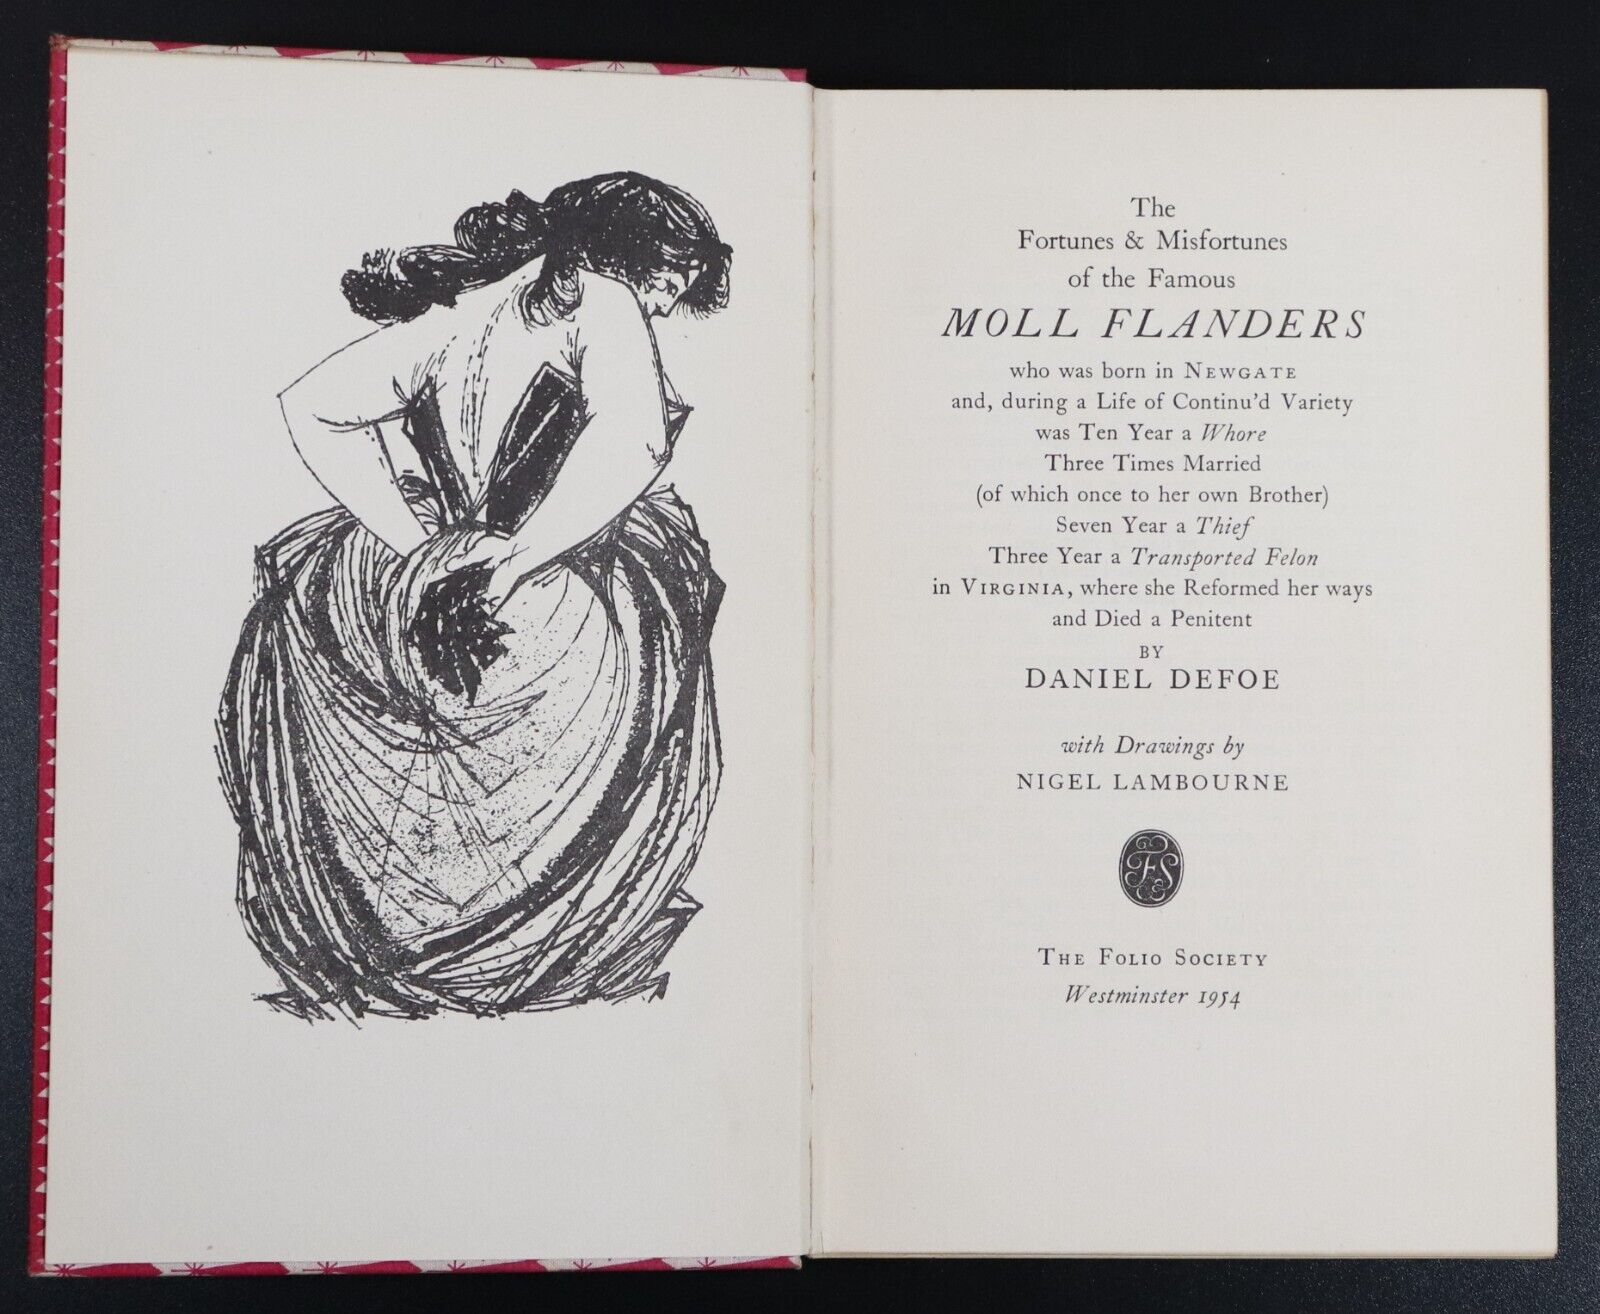 The
Fortunes & Misfortunes
of the Famous
MOLL FLANDERS
who was born in NEWGATE
and, during a Life of Continu'd Variety
was Ten Year a Whore
Three Times Married
(of which once to her own Brother)
Seven Year a Thief
Three Year a Transported Felon
in VIRGINIA, where she Reformed her ways
and Died a Penitent
BY
DANIEL DEFOE
with Drawings by
NIGEL LAMBOURNE
FS
THE FOLIO SOCIETY
Westminster 1954